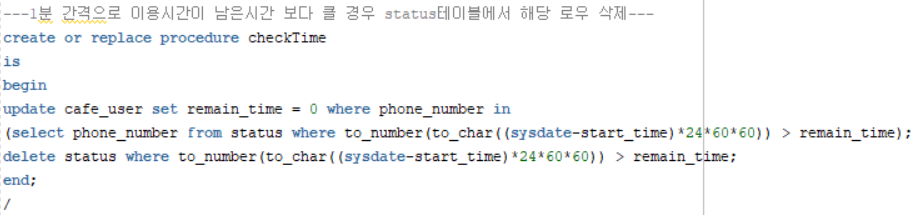 ---1분 간격으로 이용시간이 남은시간 보다 클 경우 status테이블에서 해당 로우 삭제---
create or replace procedure checkTime
is
begin
update cafe_user set remain_time = 0 where phone_number in
(select phone_number from status where to_number(to_char((sysdate-start_time)*24*60*60)) > remain_time);
delete status where to_number(to_char((sysdate-start_time)*24*60*60)) > remain_time;
end;
/